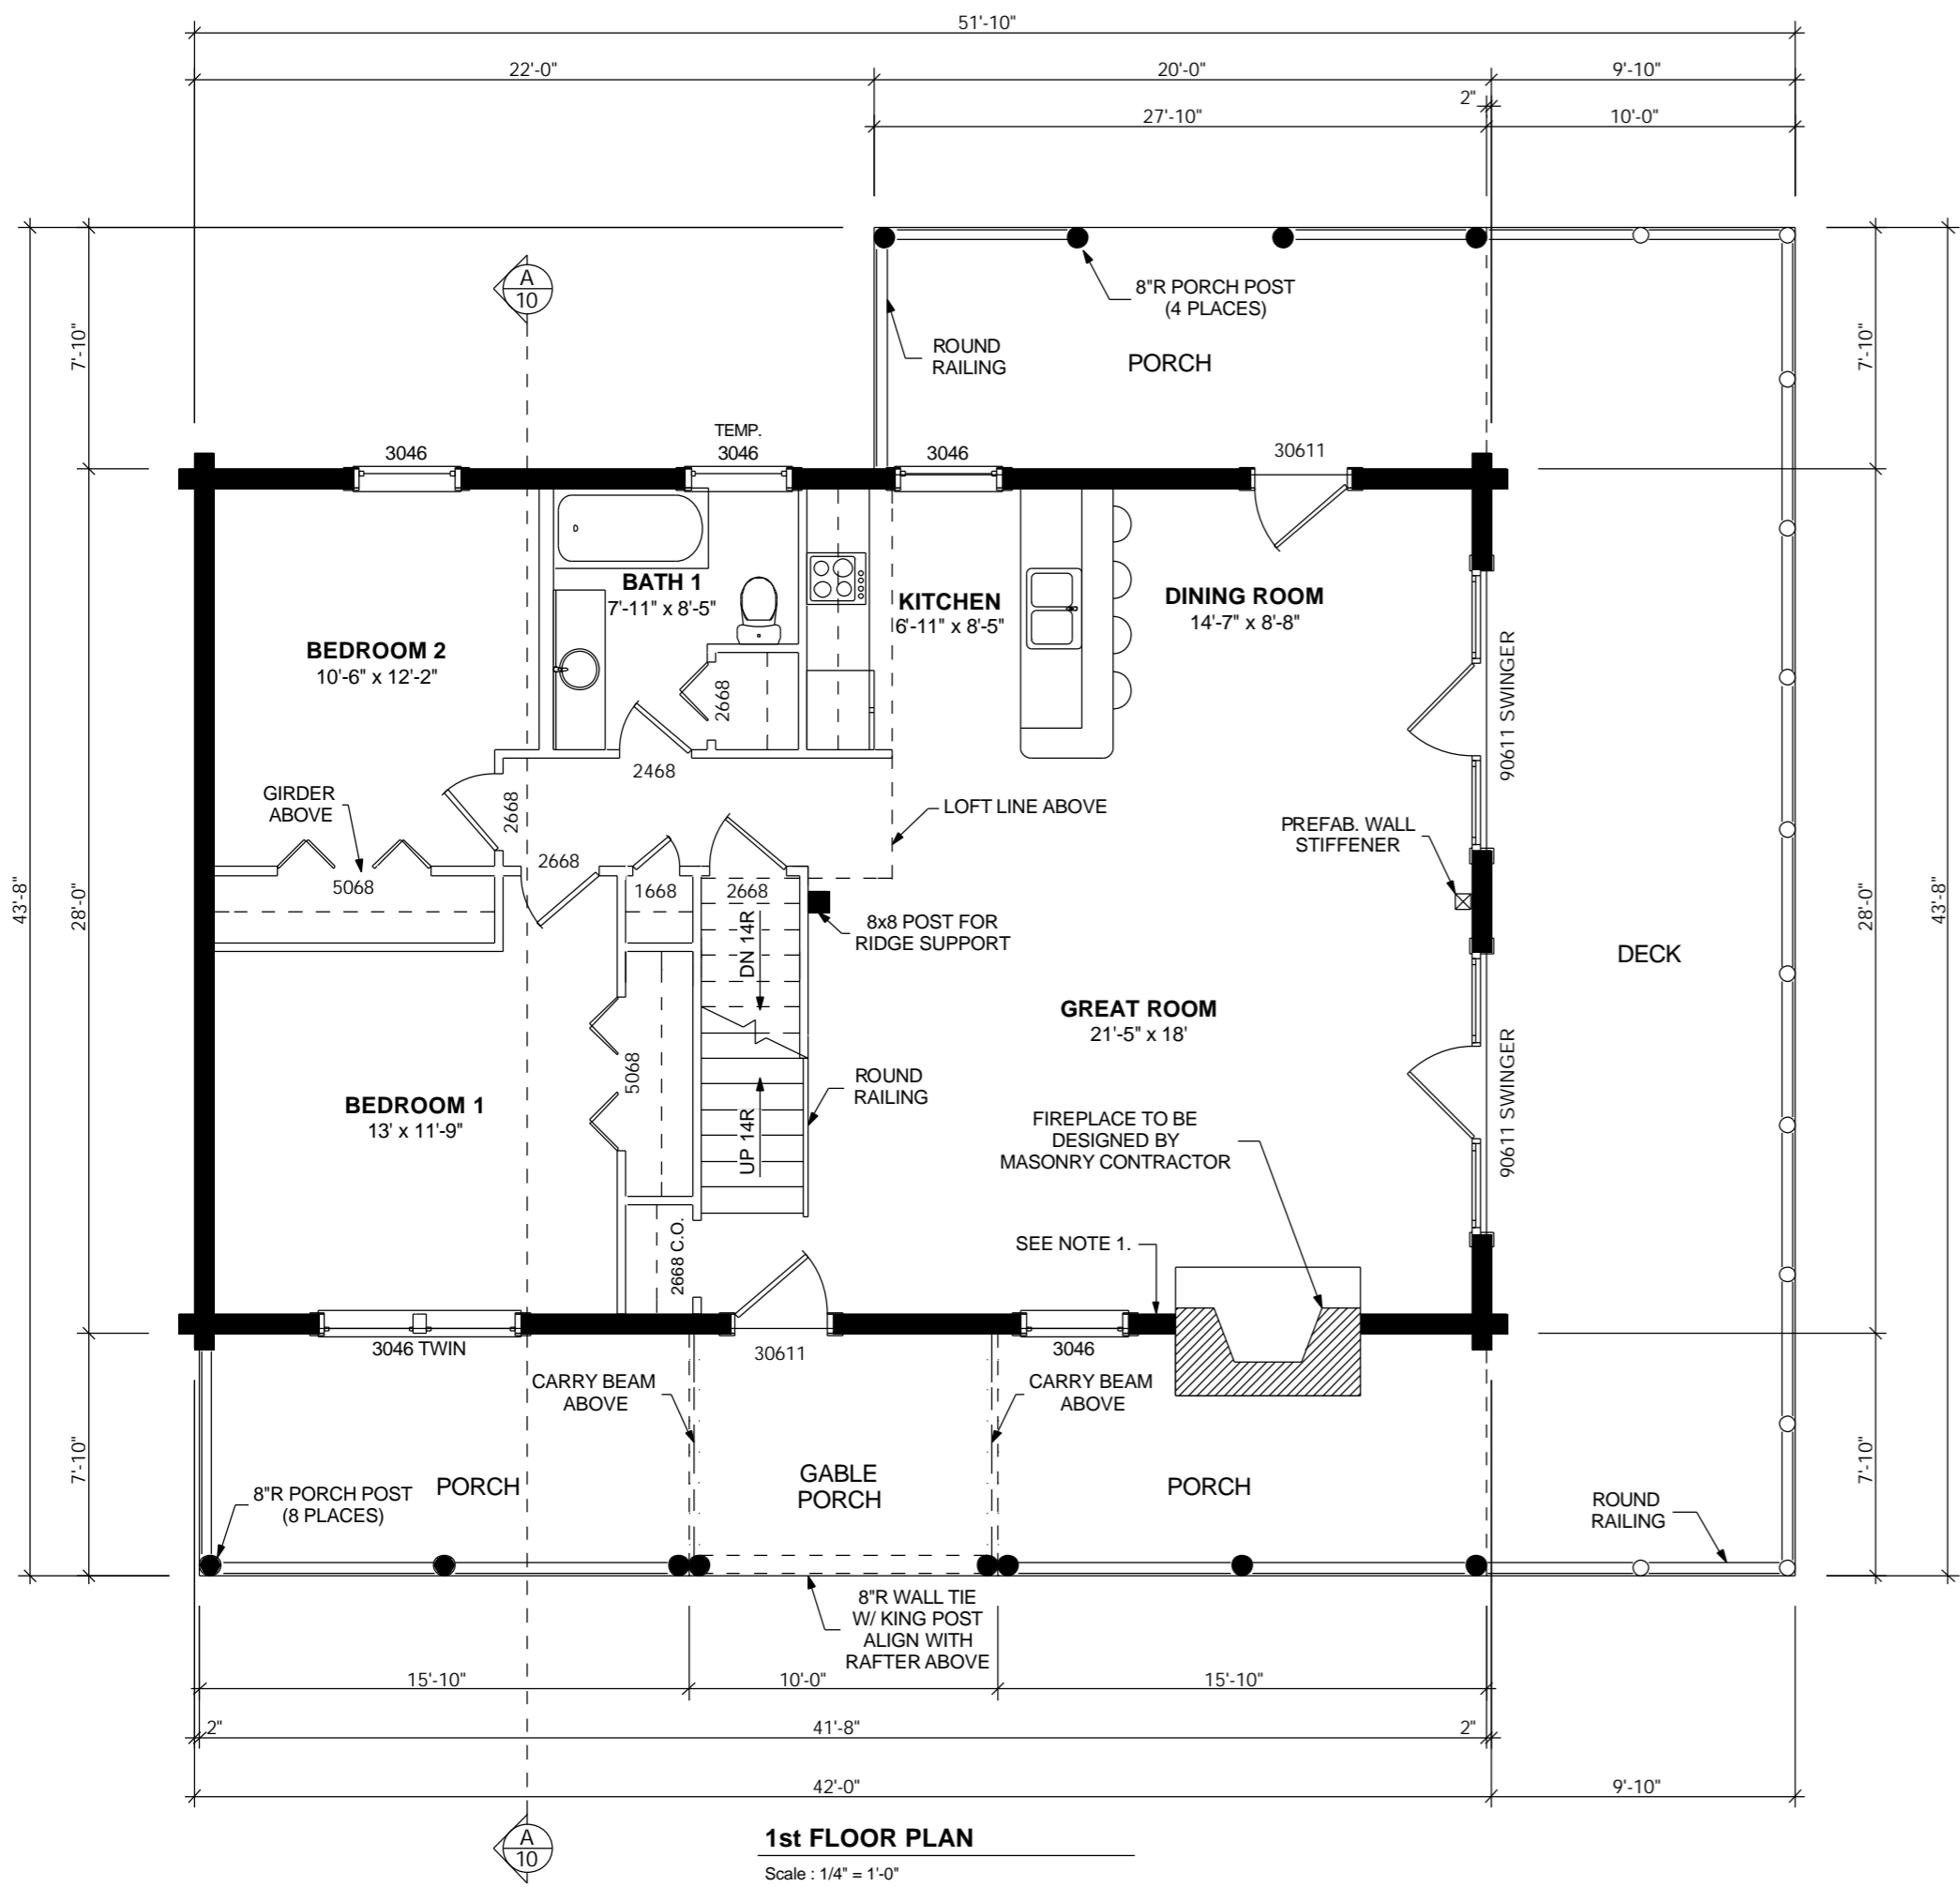 51'-10"
22'-0"
20'-0"
9'-10"
2"
27'-10"
10'-0"
A
10
8"R PORCH POST
(4 PLACES)
ROUND
RAILING
PORCH
7'-10"
7'-10"
TEMP.
3046
3046
3046
30611
BATH 1
7'-11" x 8'-5"
KITCHEN
6'-11" x 8'-5"
DINING ROOM
14'-7" x 8'-8"
BEDROOM 2
10'-6" x 12'-2"
2668
90611 SWINGER
2468
GIRDER
ABOVE
2668
LOFT LINE ABOVE
PREFAB. WALL
STIFFENER
5068
2668
1668
2668
43'-8"
28'-0"
28'-0"
43'-8"
8x8 POST FOR
RIDGE SUPPORT
DN 14R
DECK
GREAT ROOM
21'-5" x 18'
5068
ROUND
RAILING
BEDROOM 1
13' x 11'-9"
UP 14R
FIREPLACE TO BE
DESIGNED BY
MASONRY CONTRACTOR
90611 SWINGER
2668 C.O.
SEE NOTE 1.
3046 TWIN
30611
3046
CARRY BEAM
ABOVE
CARRY BEAM
ABOVE
7'-10"
7'-10"
8"R PORCH POST
(8 PLACES)
PORCH
GABLE
PORCH
PORCH
ROUND
RAILING
8"R WALL TIE
W/ KING POST
ALIGN WITH
RAFTER ABOVE
15'-10"
10'-0"
15'-10"
2"
41'-8"
2"
42'-0"
9'-10"
A
10
1st FLOOR PLAN
Scale : 1/4" = 1'-0"